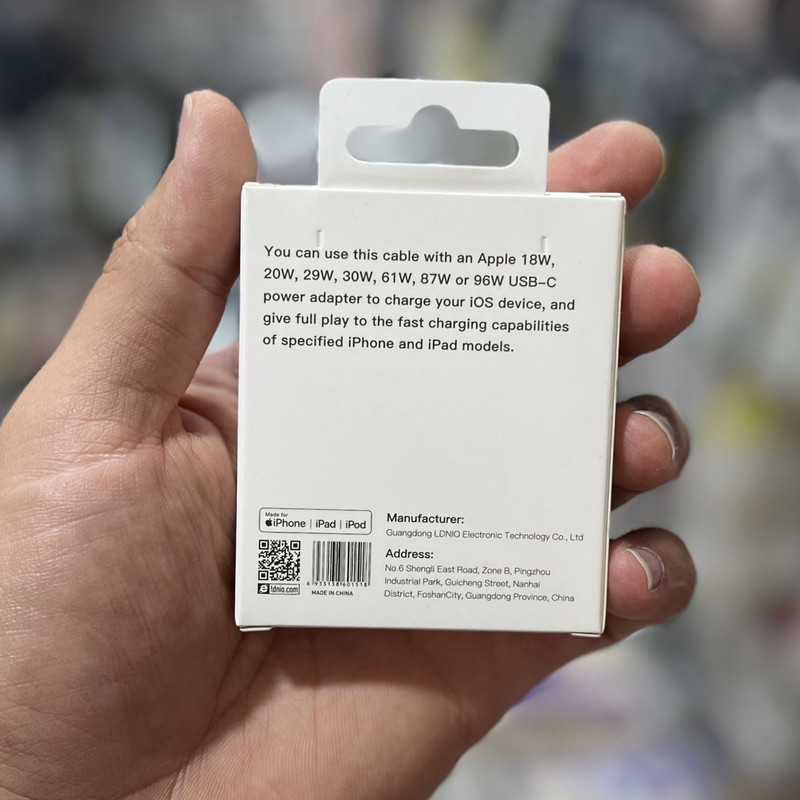 You can use this cable with an Apple 18W,
20W, 29W, 30W, 61W, 87W or 96W USB-C
power adapter to charge your iOS device, and
give full play to the fast charging capabilities
of specified iPhone and iPad models.
Made for
iPhone | iPad | iPod
ldnio.com
6 933138 601518
MADE IN CHINA
Manufacturer:
Guangdong LDNIO Electronic Technology Co., Ltd
Address:
No.6 Shengli East Road, Zone B, Pingzhou
Industrial Park, Guicheng Street, Nanhai
District, FoshanCity, Guangdong Province, China